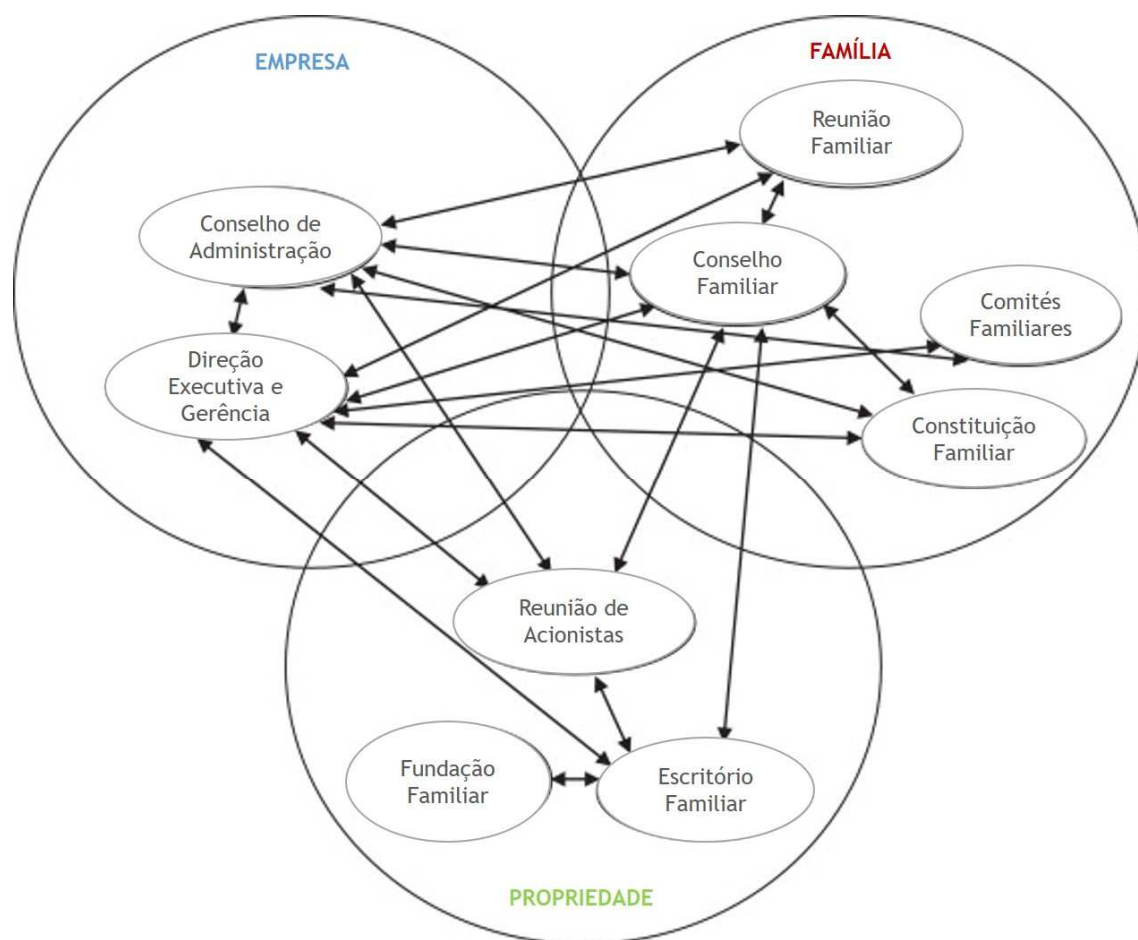 EMPRESA
FAMÍLIA
Reunião
Familiar
Conselho de
Administração
Conselho
Familiar
Comités
Familiares
Direção
Executiva e
Gerência
Constituição
Familiar
Reunião de
Acionistas
Fundação
Familiar
Escritório
Familiar
PROPRIEDADE